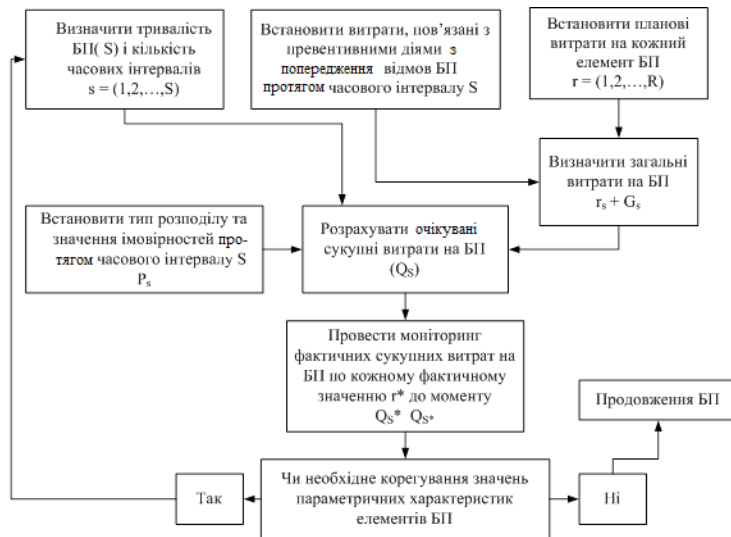 Визначити тривалість
БП( S) і кількість
часових інтервалів
s = (1,2,…,S)
Встановити витрати, пов’язані з
превентивними діями з
попередження відмов БП
протягом часового інтервалу S
Встановити планові
витрати на кожний
елемент БП
r = (1,2,…,R)
Визначити загальні
витрати на БП
rs + Gs
Встановити тип розподілу та
значення імовірностей про-
тягом часового інтервалу S
Ps
Розрахувати очікувані
сукупні витрати на БП
(QS)
Провести моніторинг
фактичних сукупних витрат на
БП по кожному фактичному
значенню r* до моменту
QS* QS*
Продовження БП
Так
Чи необхідне корегування значень
параметричних характеристик
елементів БП
Ні